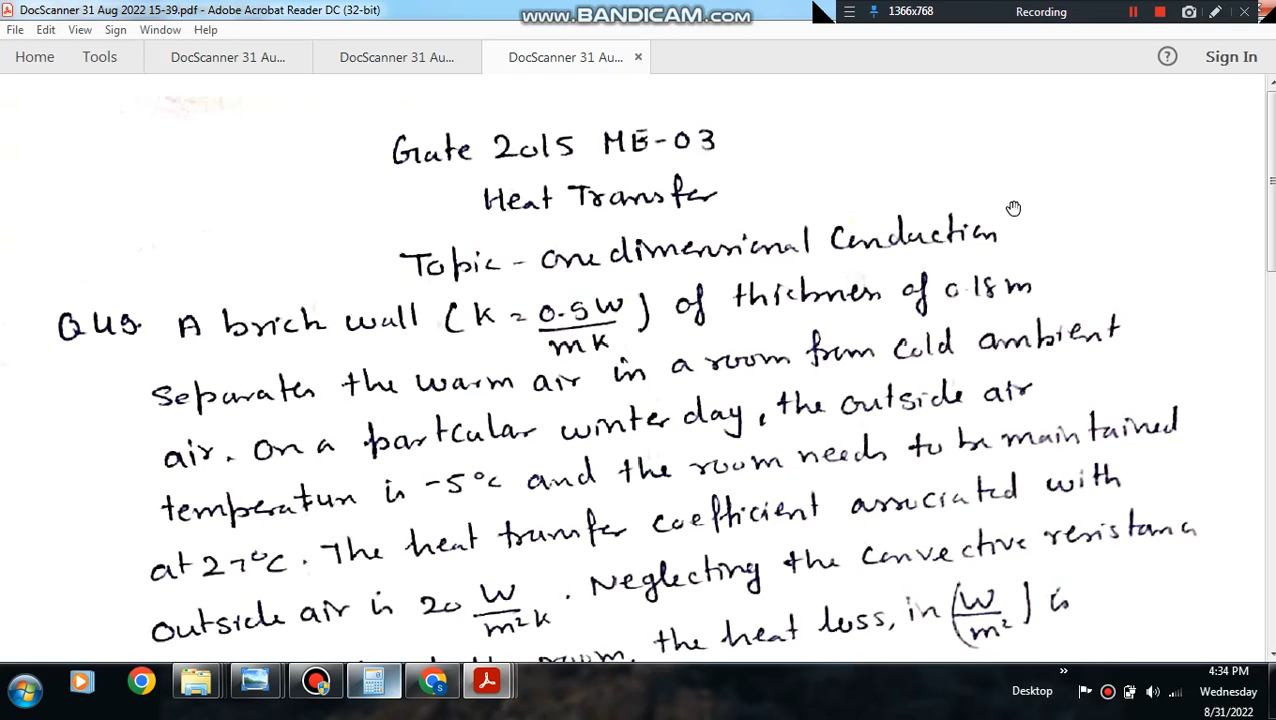 DocScanner 31 Aug 2022 15-39.pdf - Adobe Acrobat Reader DC (32-bit)
www.BANDICAM.com
1366x768
Recording
File Edit View Sign Window Help
Home Tools DocScanner 31 Au... DocScanner 31 Au... DocScanner 31 Au... × ? Sign In
Gate 2015 ME-03
Heat Transfer
Topic - one dimensional Conduction
Q49. A brick wall (K = 0.5W/mK) of thickness of 0.18m
separates the warm air in a room from cold ambient
air. On a partcular winter day, the outside air
temperature is -5°C and the room needs to be maintained
at 27°C. The heat transfer coefficient associated with
outside air is 20 W/m²K. Neglecting the convective resistanc
the heat loss, in (W/m²) is
room,
Desktop
4:34 PM
Wednesday
8/31/2022